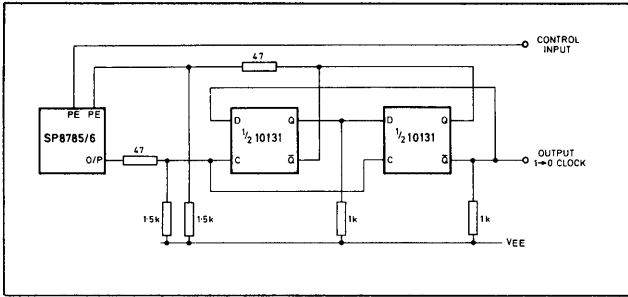 CONTROL
INPUT
47
PE PE
SP8785/6
O/P
47
D Q
1/2 10131
C Q̅
D Q
1/2 10131
C Q̅
OUTPUT
1→0 CLOCK
1·5k
1·5k
1k
1k
VEE